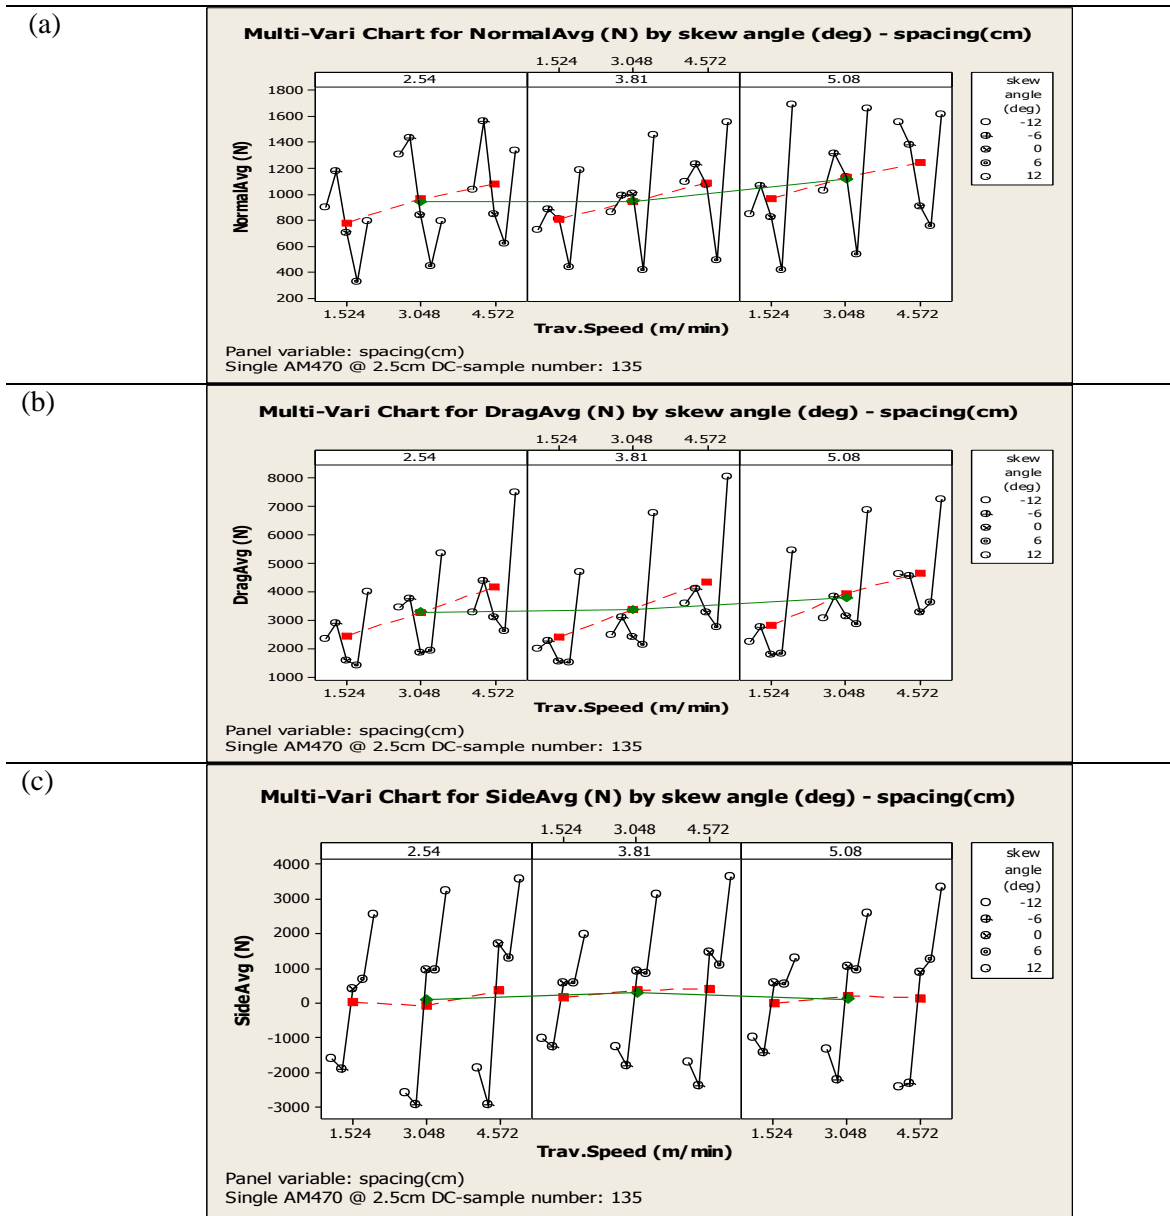 (a)
Multi-Vari Chart for NormalAvg (N) by skew angle (deg) - spacing(cm)
1.524 3.048 4.572
2.54 3.81 5.08
1800
1600
1400
1200
1000
800
600
400
200
NormalAvg (N)
1.524 3.048 4.572 1.524 3.048 4.572
Trav.Speed (m/min)
skew
angle
(deg)
-12
-6
0
6
12
Panel variable: spacing(cm)
Single AM470 @ 2.5cm DC-sample number: 135
(b)
Multi-Vari Chart for DragAvg (N) by skew angle (deg) - spacing(cm)
1.524 3.048 4.572
2.54 3.81 5.08
8000
7000
6000
5000
4000
3000
2000
1000
DragAvg (N)
1.524 3.048 4.572 1.524 3.048 4.572
Trav.Speed (m/min)
skew
angle
(deg)
-12
-6
0
6
12
Panel variable: spacing(cm)
Single AM470 @ 2.5cm DC-sample number: 135
(c)
Multi-Vari Chart for SideAvg (N) by skew angle (deg) - spacing(cm)
1.524 3.048 4.572
2.54 3.81 5.08
4000
3000
2000
1000
0
-1000
-2000
-3000
SideAvg (N)
1.524 3.048 4.572 1.524 3.048 4.572
Trav.Speed (m/min)
skew
angle
(deg)
-12
-6
0
6
12
Panel variable: spacing(cm)
Single AM470 @ 2.5cm DC-sample number: 135